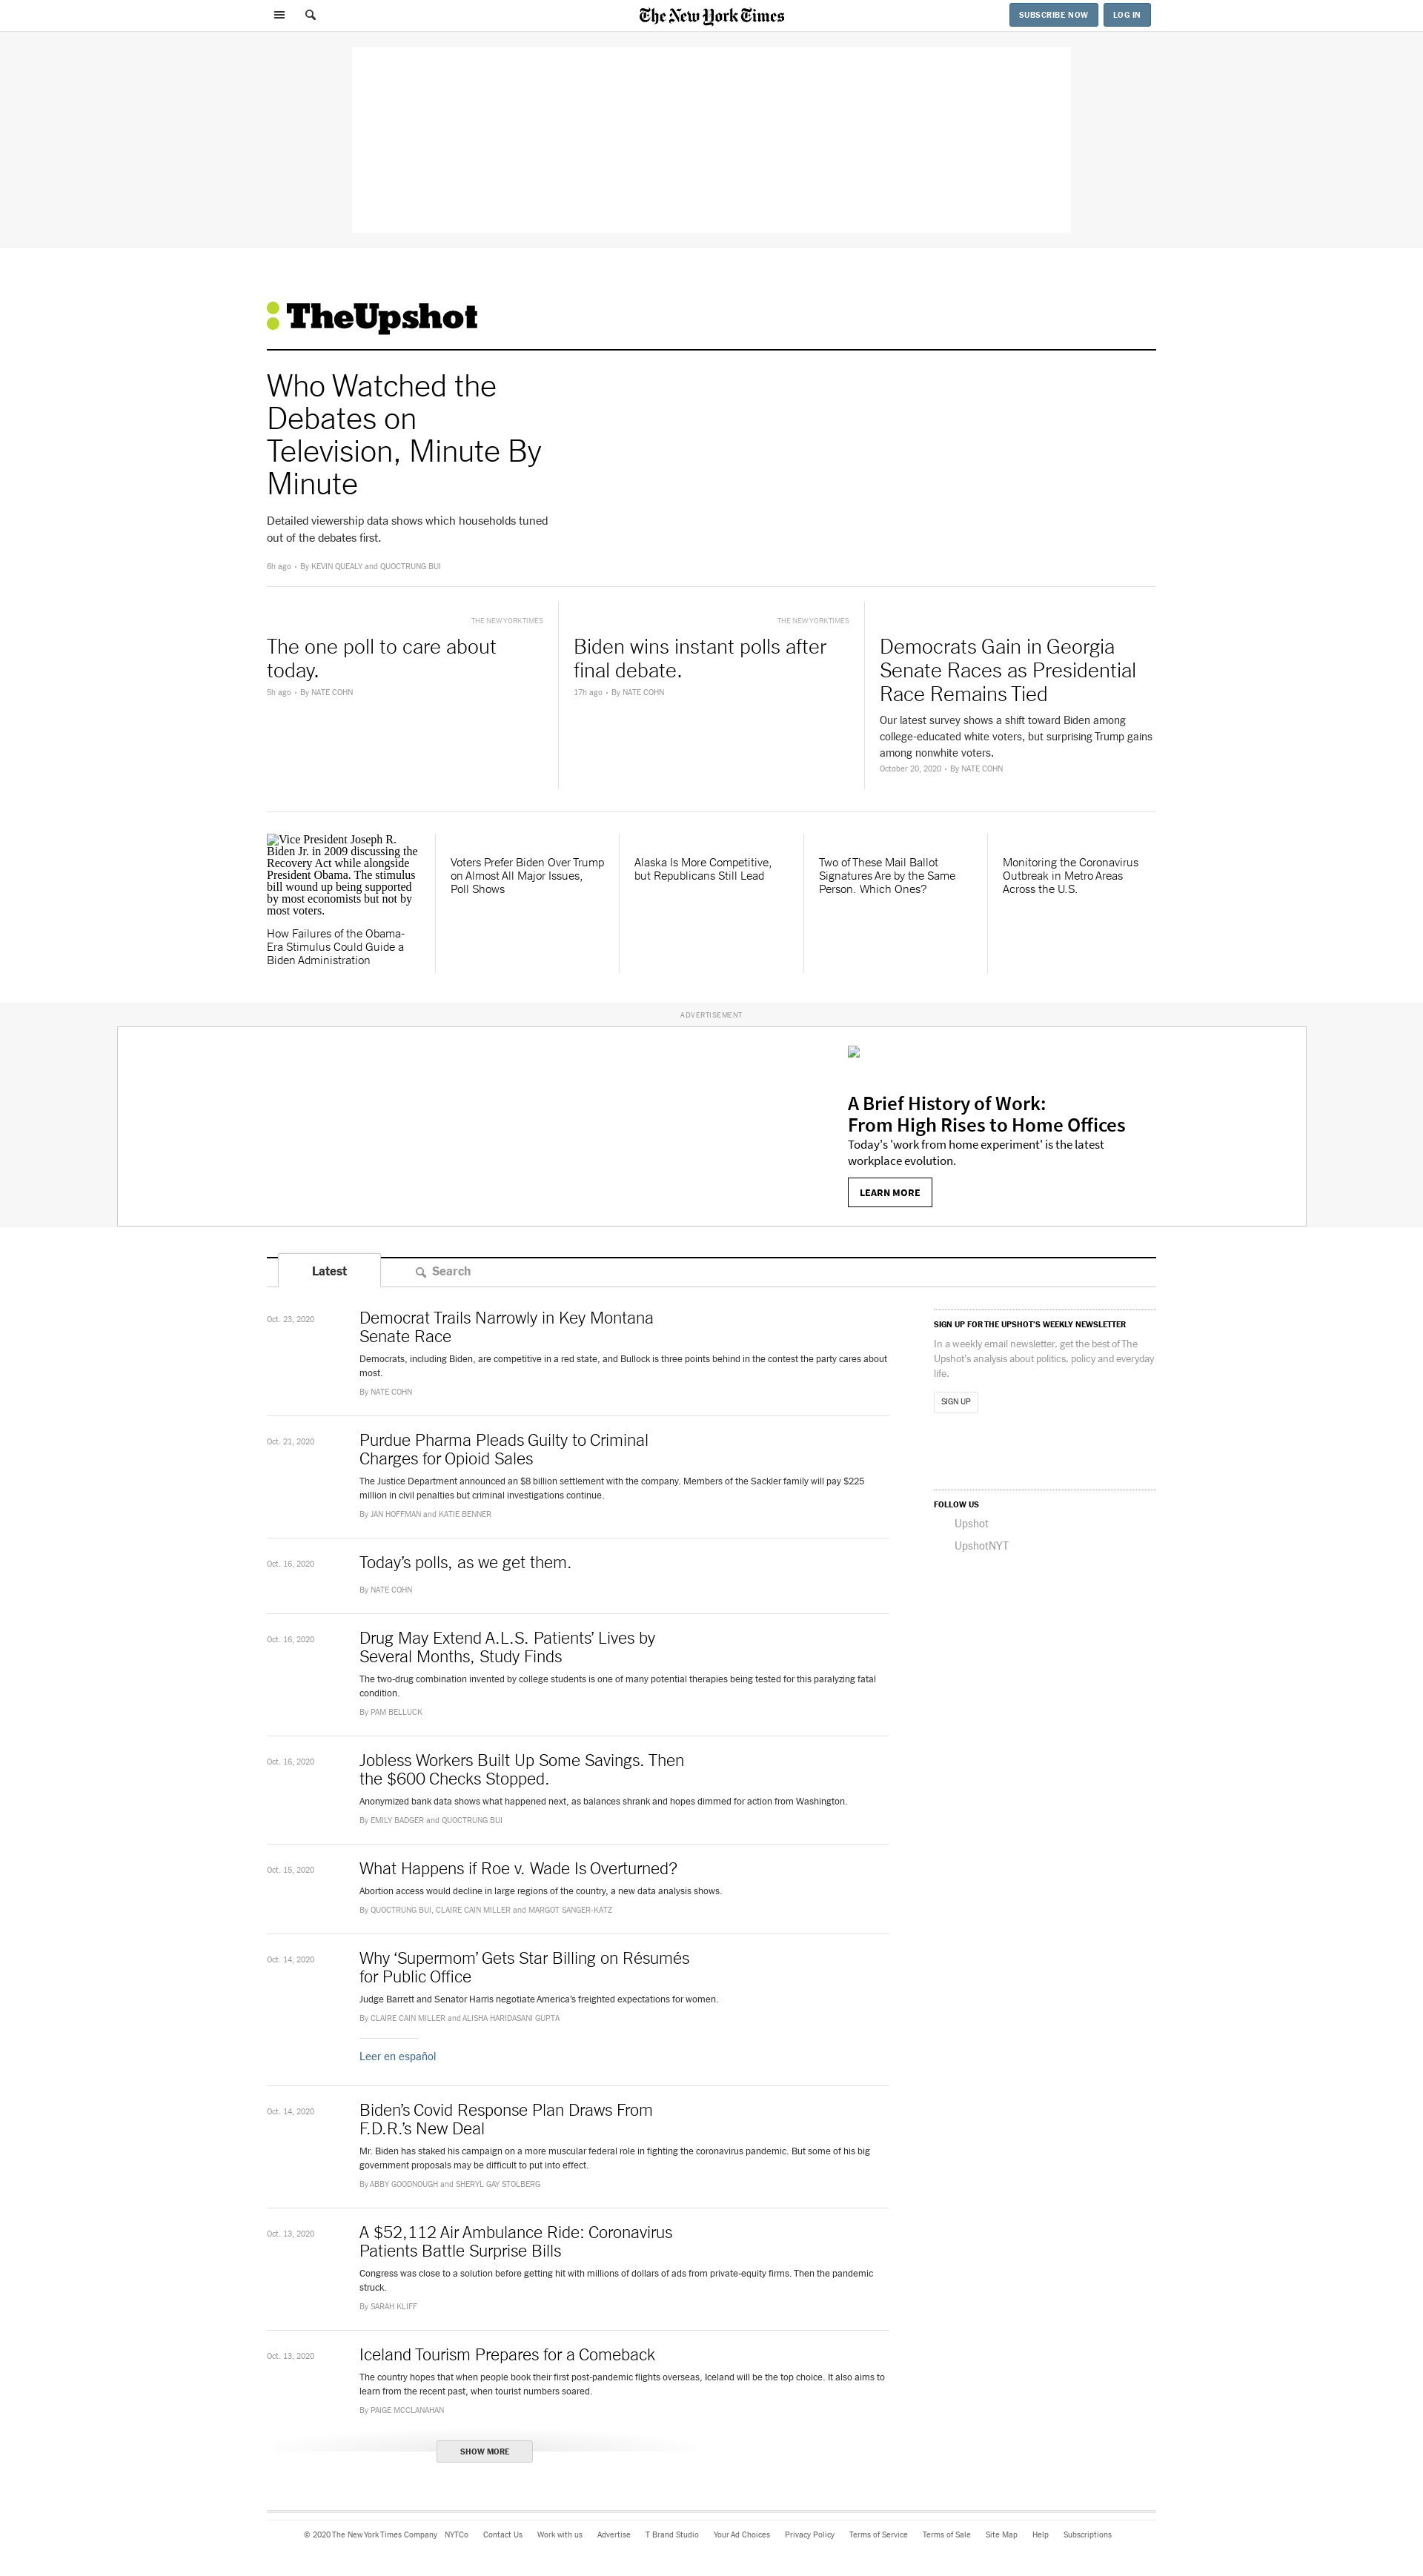 The New York Times
SUBSCRIBE NOW
LOG IN
TheUpshot
Who Watched the
Debates on
Television, Minute By
Minute
Detailed viewership data shows which households tuned
out of the debates first.
6h ago • By KEVIN QUEALY and QUOCTRUNG BUI
THE NEW YORK TIMES
The one poll to care about
today.
5h ago • By NATE COHN
THE NEW YORK TIMES
Biden wins instant polls after
final debate.
17h ago • By NATE COHN
Democrats Gain in Georgia
Senate Races as Presidential
Race Remains Tied
Our latest survey shows a shift toward Biden among
college-educated white voters, but surprising Trump gains
among nonwhite voters.
October 20, 2020 • By NATE COHN
Vice President Joseph R.
Biden Jr. in 2009 discussing the
Recovery Act while alongside
President Obama. The stimulus
bill wound up being supported
by most economists but not by
most voters.
How Failures of the Obama-
Era Stimulus Could Guide a
Biden Administration
Voters Prefer Biden Over Trump
on Almost All Major Issues,
Poll Shows
Alaska Is More Competitive,
but Republicans Still Lead
Two of These Mail Ballot
Signatures Are by the Same
Person. Which Ones?
Monitoring the Coronavirus
Outbreak in Metro Areas
Across the U.S.
ADVERTISEMENT
A Brief History of Work:
From High Rises to Home Offices
Today's 'work from home experiment' is the latest
workplace evolution.
LEARN MORE
Latest
Search
Oct. 23, 2020
Democrat Trails Narrowly in Key Montana
Senate Race
Democrats, including Biden, are competitive in a red state, and Bullock is three points behind in the contest the party cares about
most.
By NATE COHN
Oct. 21, 2020
Purdue Pharma Pleads Guilty to Criminal
Charges for Opioid Sales
The Justice Department announced an $8 billion settlement with the company. Members of the Sackler family will pay $225
million in civil penalties but criminal investigations continue.
By JAN HOFFMAN and KATIE BENNER
Oct. 16, 2020
Today’s polls, as we get them.
By NATE COHN
Oct. 16, 2020
Drug May Extend A.L.S. Patients’ Lives by
Several Months, Study Finds
The two-drug combination invented by college students is one of many potential therapies being tested for this paralyzing fatal
condition.
By PAM BELLUCK
Oct. 16, 2020
Jobless Workers Built Up Some Savings. Then
the $600 Checks Stopped.
Anonymized bank data shows what happened next, as balances shrank and hopes dimmed for action from Washington.
By EMILY BADGER and QUOCTRUNG BUI
Oct. 15, 2020
What Happens if Roe v. Wade Is Overturned?
Abortion access would decline in large regions of the country, a new data analysis shows.
By QUOCTRUNG BUI, CLAIRE CAIN MILLER and MARGOT SANGER-KATZ
Oct. 14, 2020
Why ‘Supermom’ Gets Star Billing on Résumés
for Public Office
Judge Barrett and Senator Harris negotiate America’s freighted expectations for women.
By CLAIRE CAIN MILLER and ALISHA HARIDASANI GUPTA
Leer en español
Oct. 14, 2020
Biden’s Covid Response Plan Draws From
F.D.R.’s New Deal
Mr. Biden has staked his campaign on a more muscular federal role in fighting the coronavirus pandemic. But some of his big
government proposals may be difficult to put into effect.
By ABBY GOODNOUGH and SHERYL GAY STOLBERG
Oct. 13, 2020
A $52,112 Air Ambulance Ride: Coronavirus
Patients Battle Surprise Bills
Congress was close to a solution before getting hit with millions of dollars of ads from private-equity firms. Then the pandemic
struck.
By SARAH KLIFF
Oct. 13, 2020
Iceland Tourism Prepares for a Comeback
The country hopes that when people book their first post-pandemic flights overseas, Iceland will be the top choice. It also aims to
learn from the recent past, when tourist numbers soared.
By PAIGE MCCLANAHAN
SHOW MORE
SIGN UP FOR THE UPSHOT’S WEEKLY NEWSLETTER
In a weekly email newsletter, get the best of The
Upshot’s analysis about politics, policy and everyday
life.
SIGN UP
FOLLOW US
Upshot
UpshotNYT
© 2020 The New York Times Company NYTCo Contact Us Work with us Advertise T Brand Studio Your Ad Choices Privacy Policy Terms of Service Terms of Sale Site Map Help Subscriptions